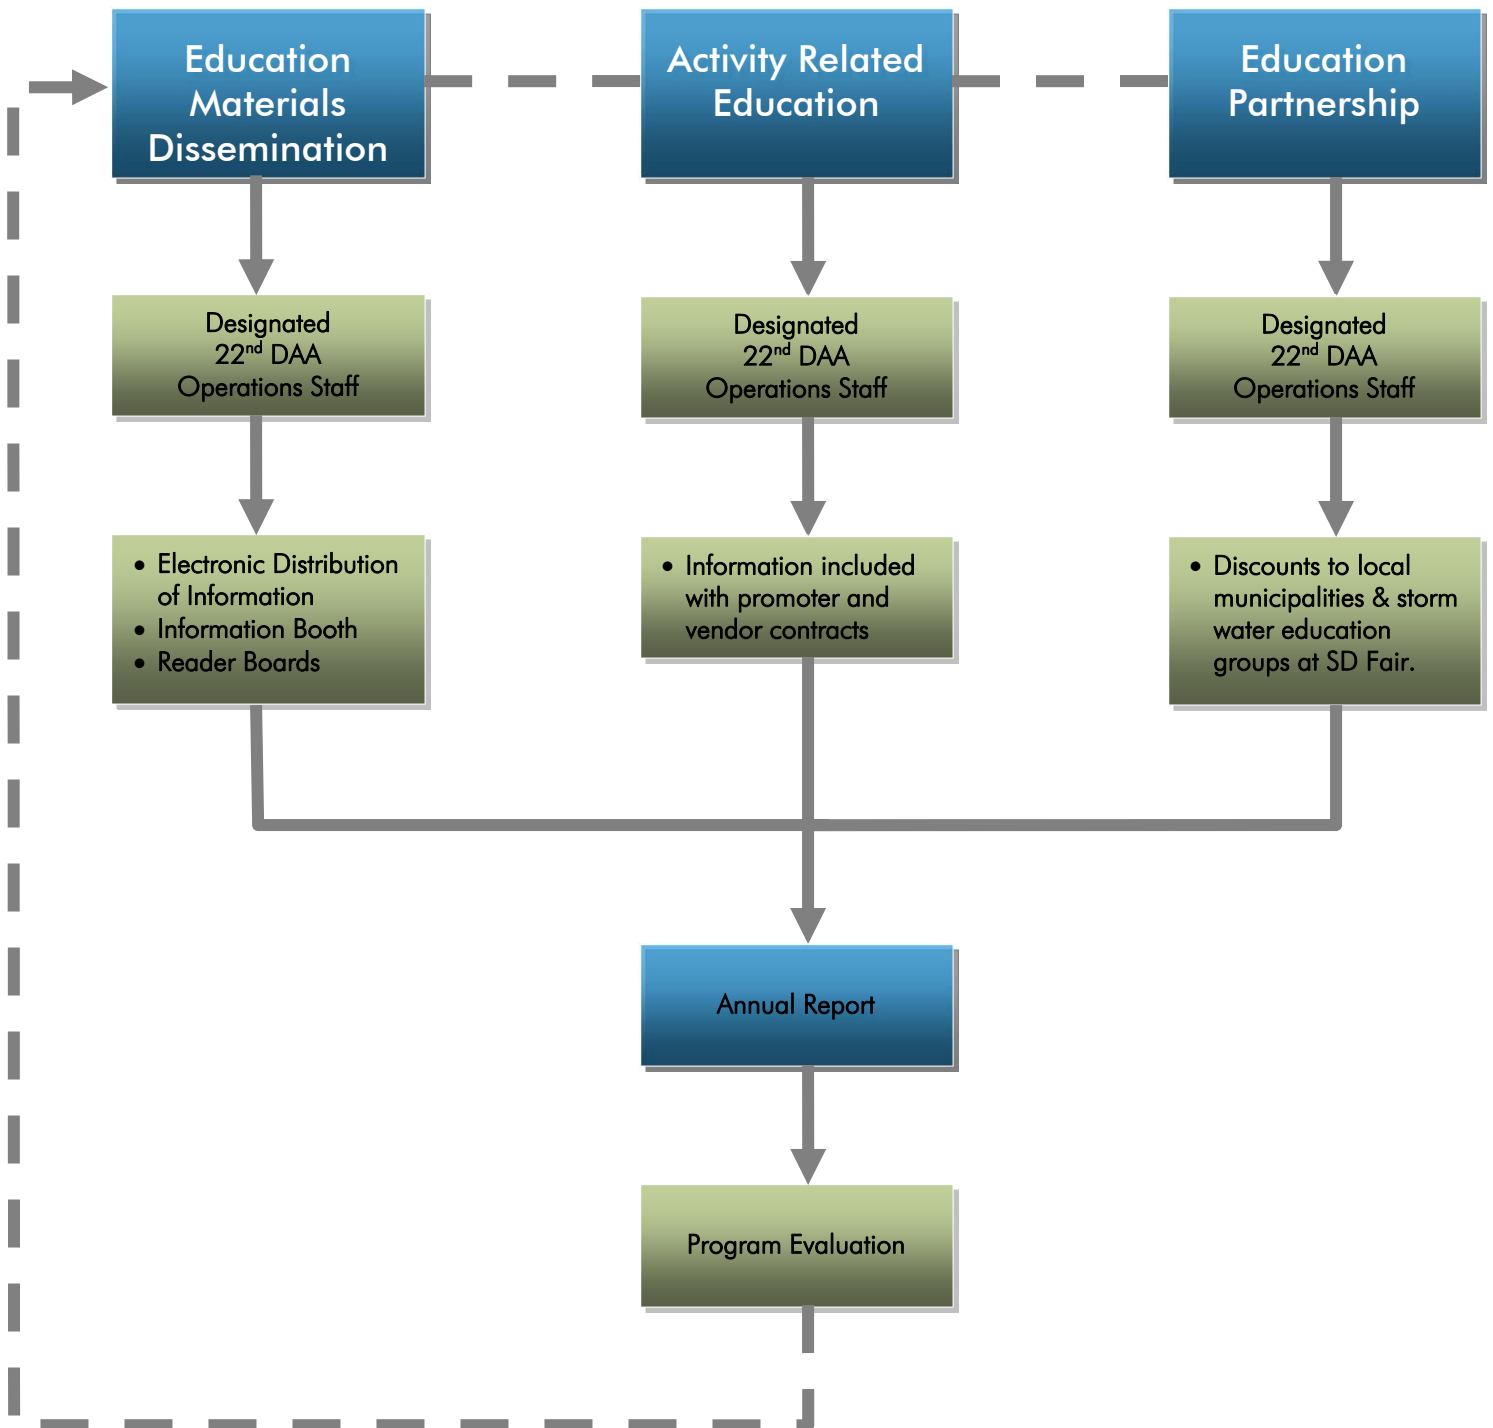 Education
Materials
Dissemination
Activity Related
Education
Education
Partnership
Designated
22nd DAA
Operations Staff
Designated
22nd DAA
Operations Staff
Designated
22nd DAA
Operations Staff
• Electronic Distribution
of Information
• Information Booth
• Reader Boards
• Information included
with promoter and
vendor contracts
• Discounts to local
municipalities & storm
water education
groups at SD Fair.
Annual Report
Program Evaluation